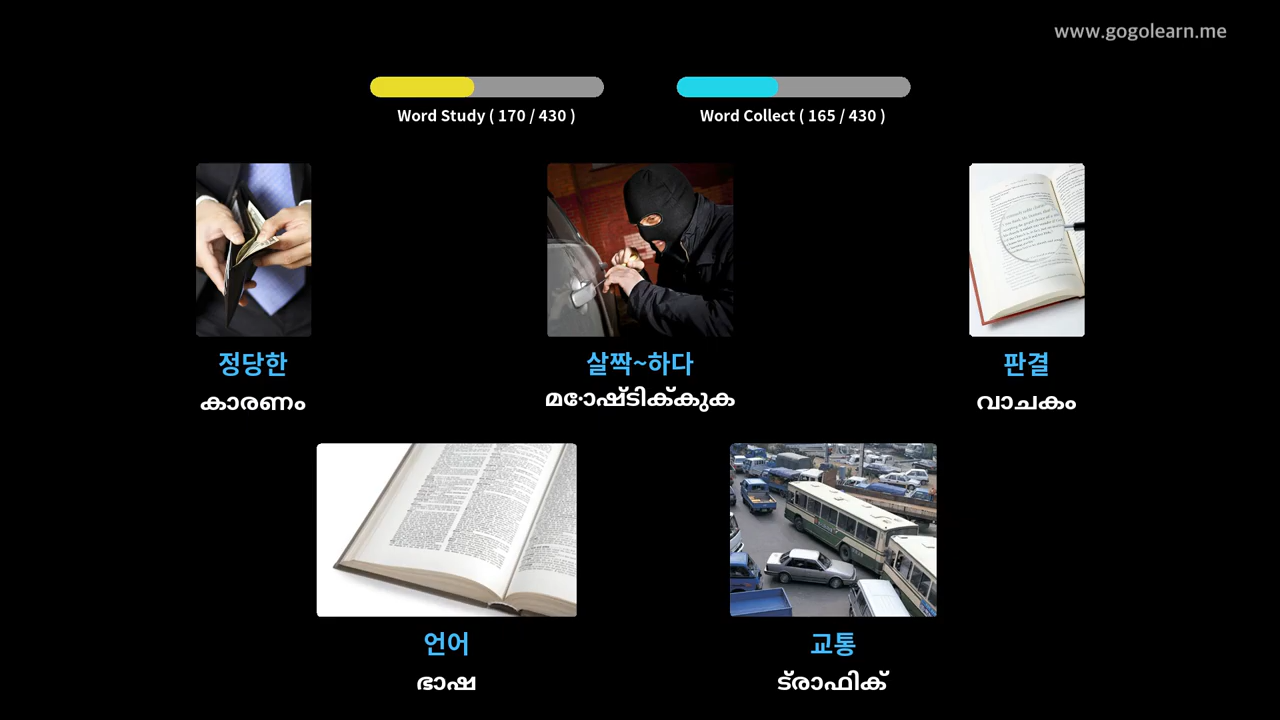 www.gogolearn.me
Word Study ( 170 / 430 )
Word Collect ( 165 / 430 )
정당한
살짝~하다
판결
കാരണം
മോഷ്ടിക്കുക
വാചകം
언어
교통
ഭാഷ
ട്രാഫിക്